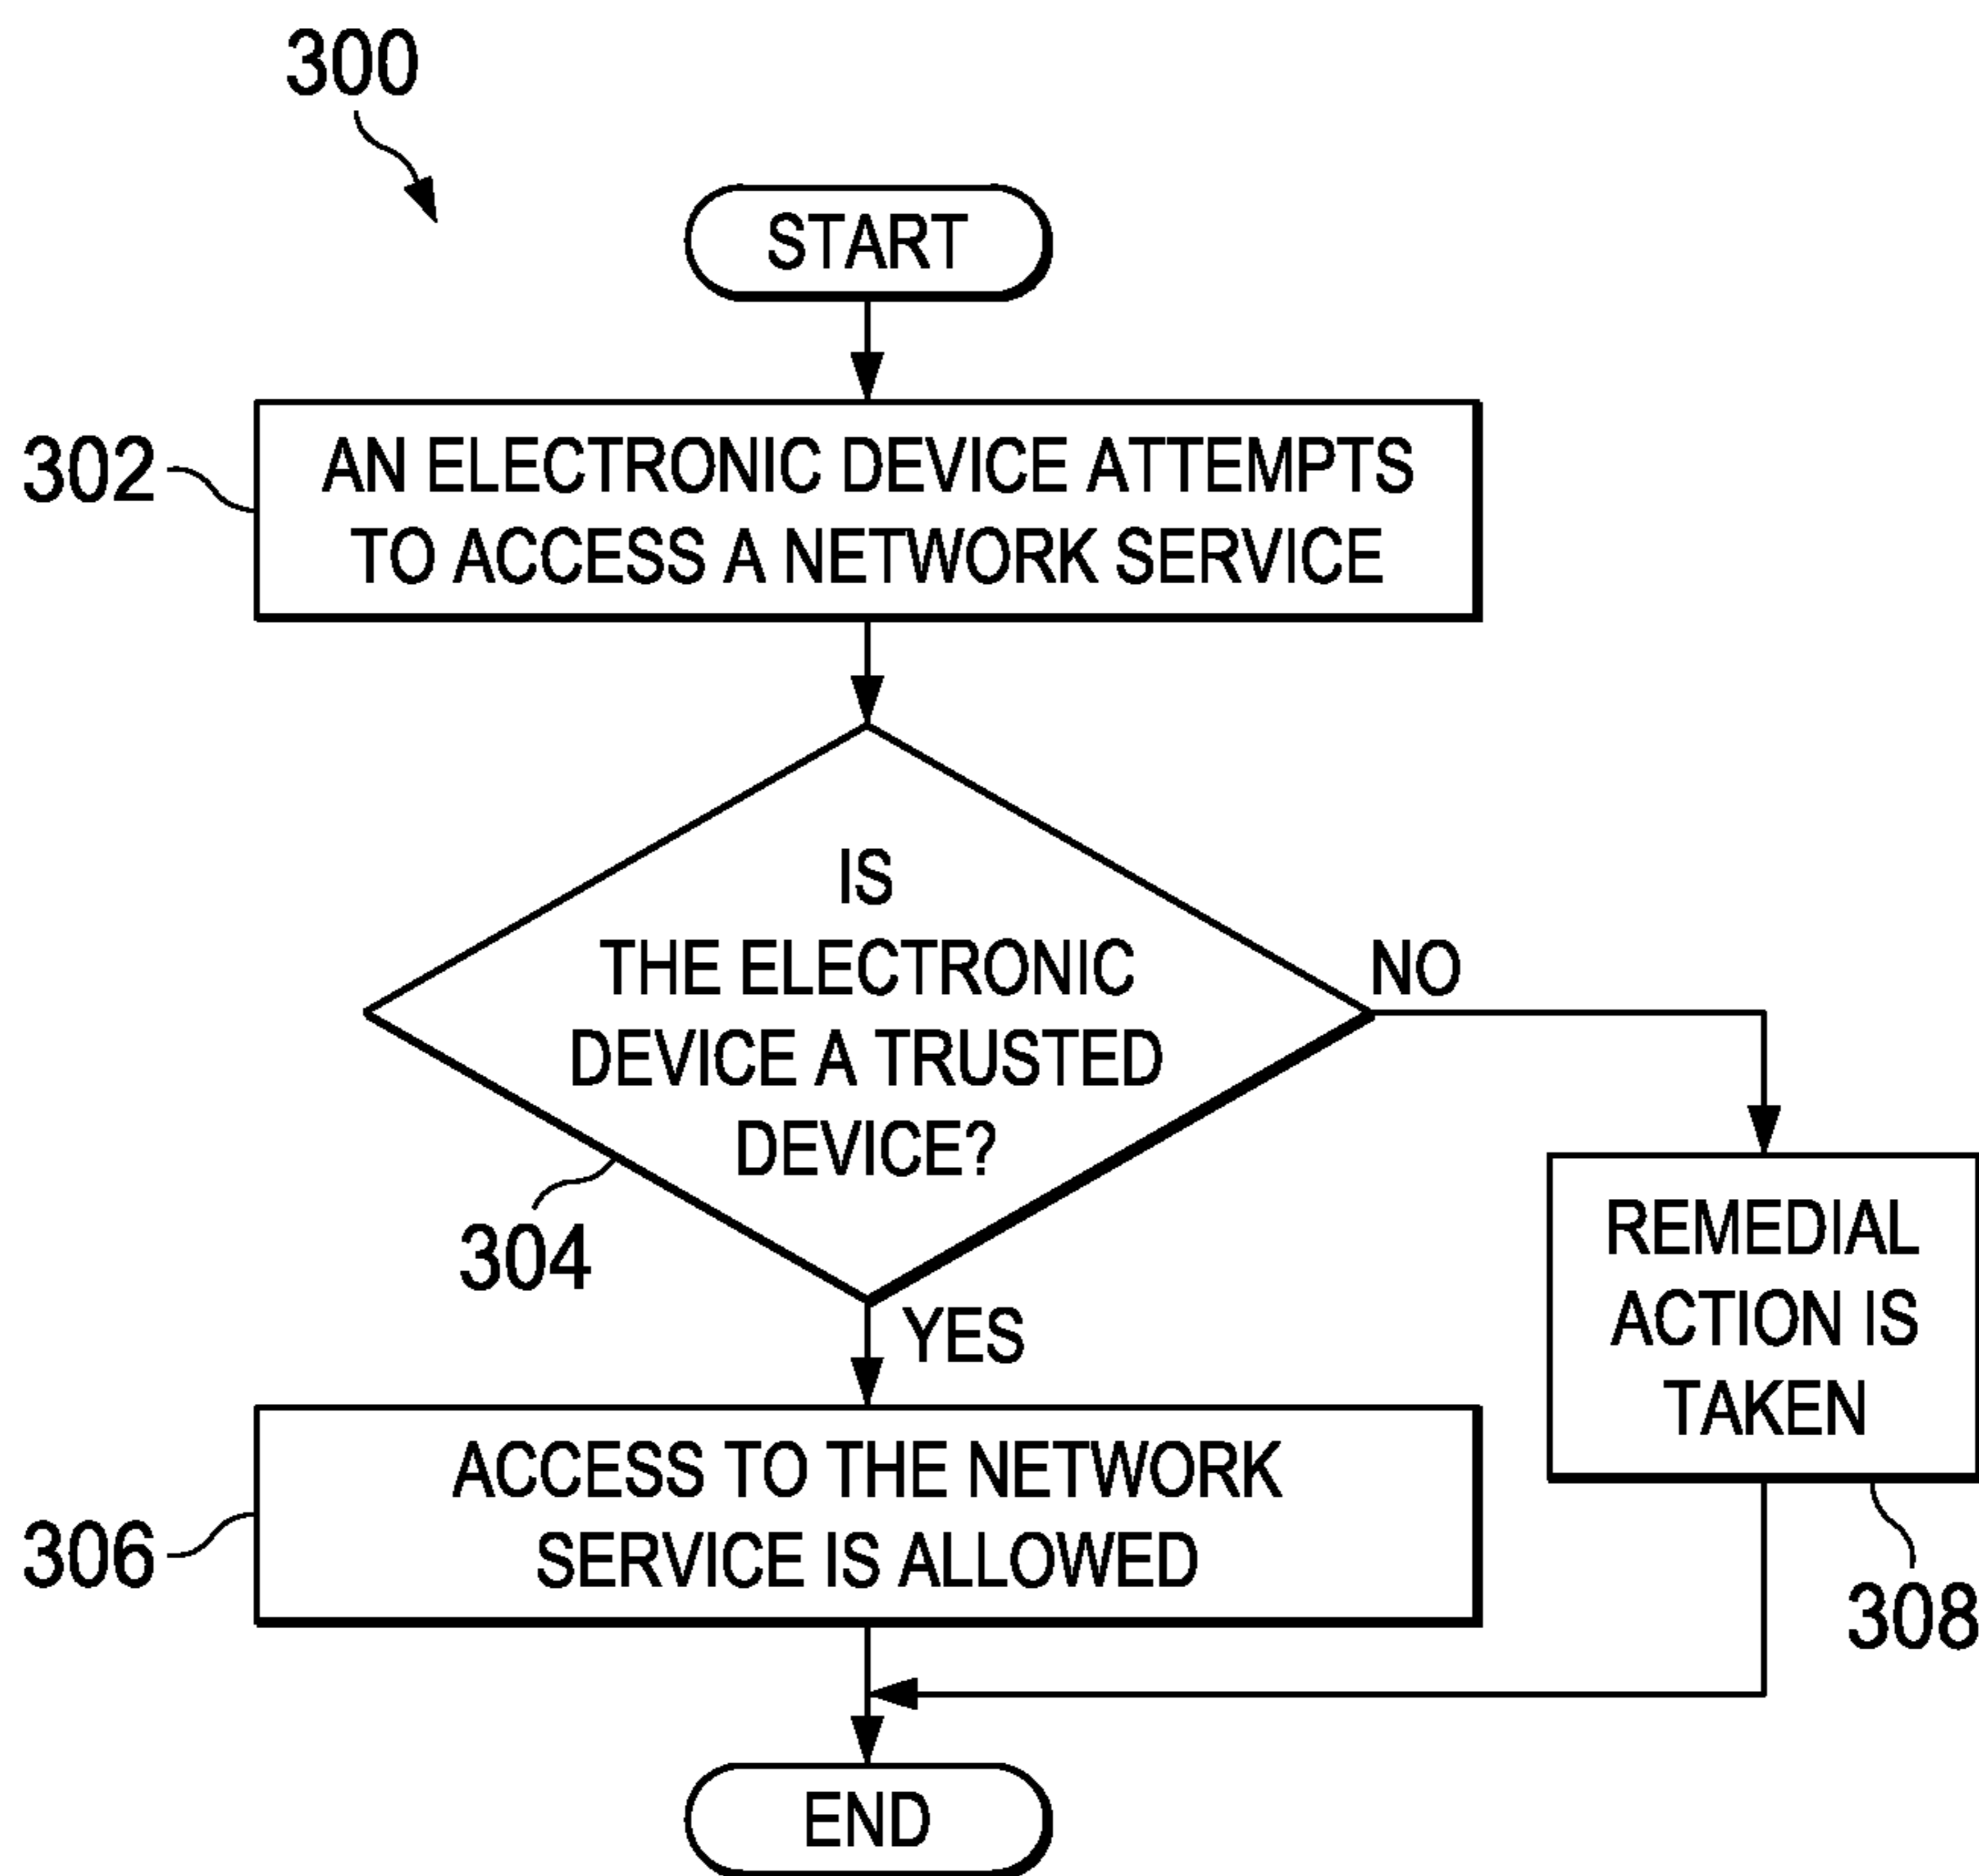 300
START
302
AN ELECTRONIC DEVICE ATTEMPTS
TO ACCESS A NETWORK SERVICE
IS
THE ELECTRONIC
DEVICE A TRUSTED
DEVICE?
NO
304
YES
REMEDIAL
ACTION IS
TAKEN
308
306
ACCESS TO THE NETWORK
SERVICE IS ALLOWED
END